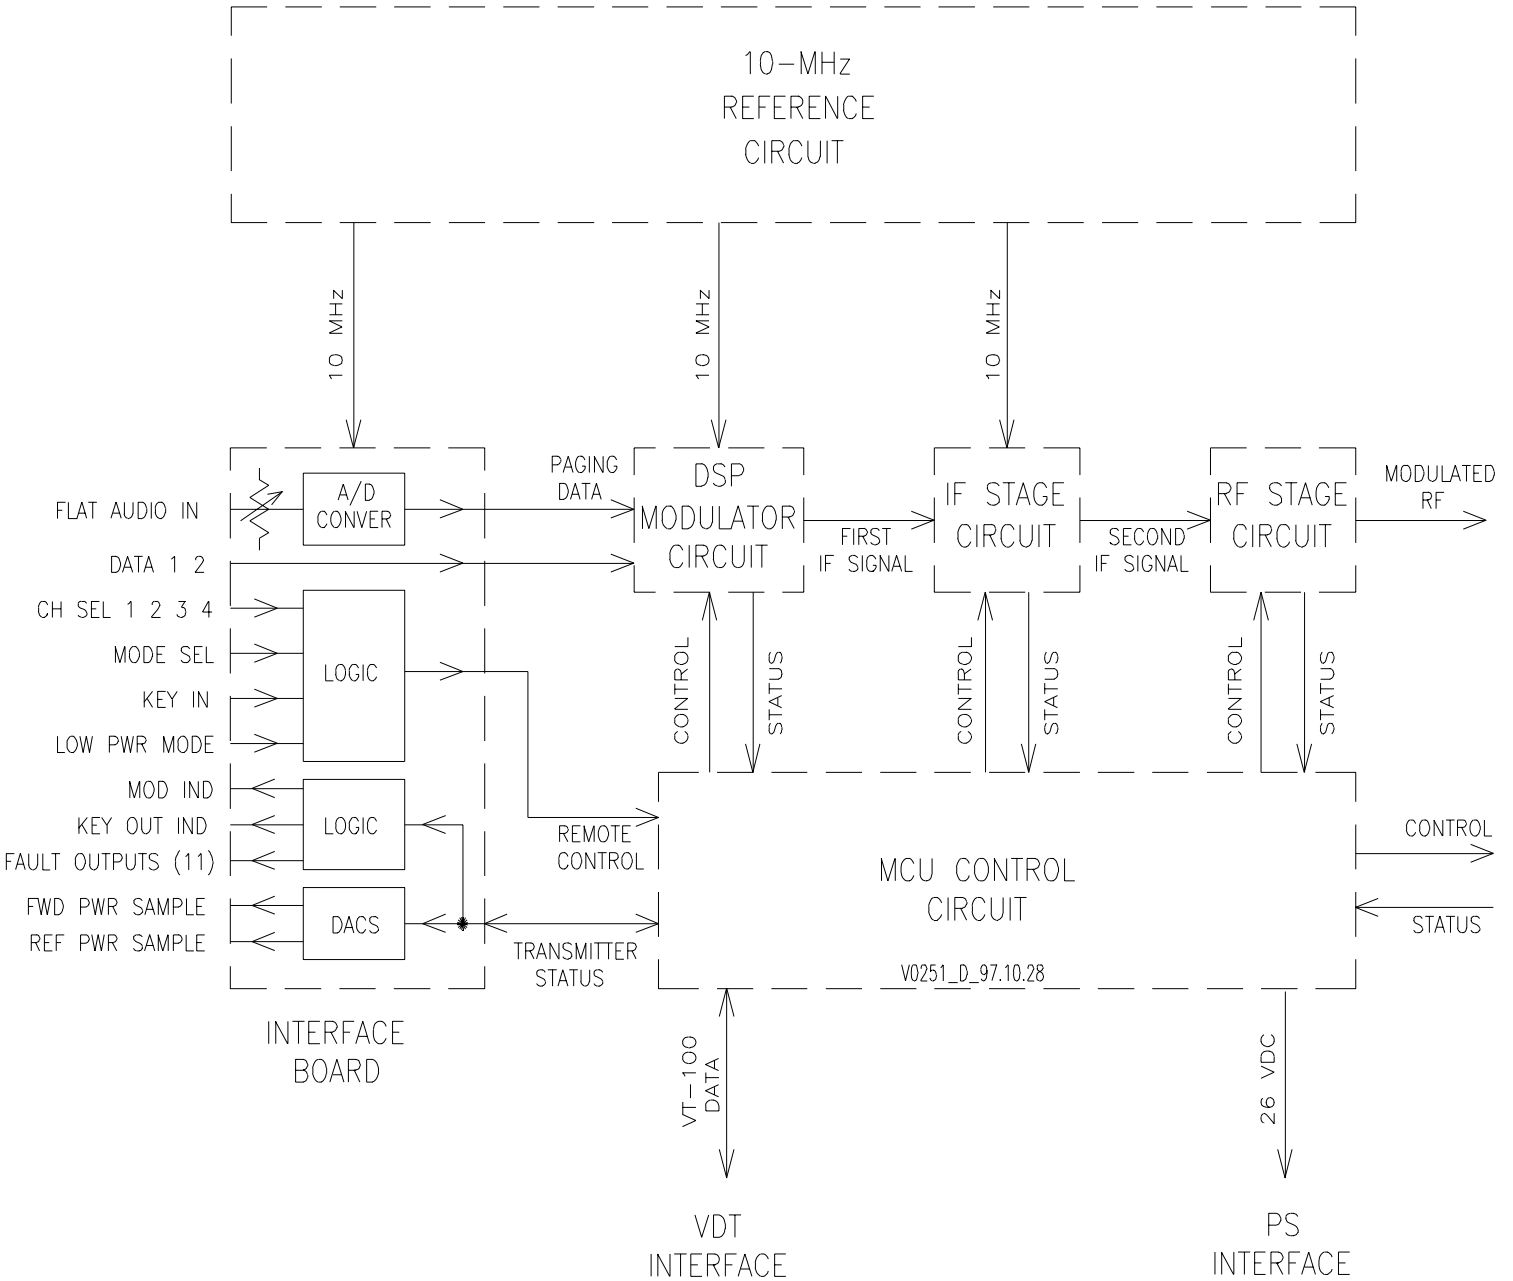 10-MHz
REFERENCE
CIRCUIT
10 MHz
10 MHz
10 MHz
FLAT AUDIO IN
A/D
CONVER
PAGING
DATA
DSP
MODULATOR
CIRCUIT
FIRST
IF SIGNAL
IF STAGE
CIRCUIT
SECOND
IF SIGNAL
RF STAGE
CIRCUIT
MODULATED
RF
DATA 1 2
CH SEL 1 2 3 4
MODE SEL
KEY IN
LOW PWR MODE
LOGIC
CONTROL
STATUS
CONTROL
STATUS
CONTROL
STATUS
MOD IND
KEY OUT IND
FAULT OUTPUTS (11)
LOGIC
REMOTE
CONTROL
FWD PWR SAMPLE
REF PWR SAMPLE
DACS
TRANSMITTER
STATUS
MCU CONTROL
CIRCUIT
V0251_D_97.10.28
CONTROL
STATUS
INTERFACE
BOARD
VT-100
DATA
26 VDC
VDT
INTERFACE
PS
INTERFACE